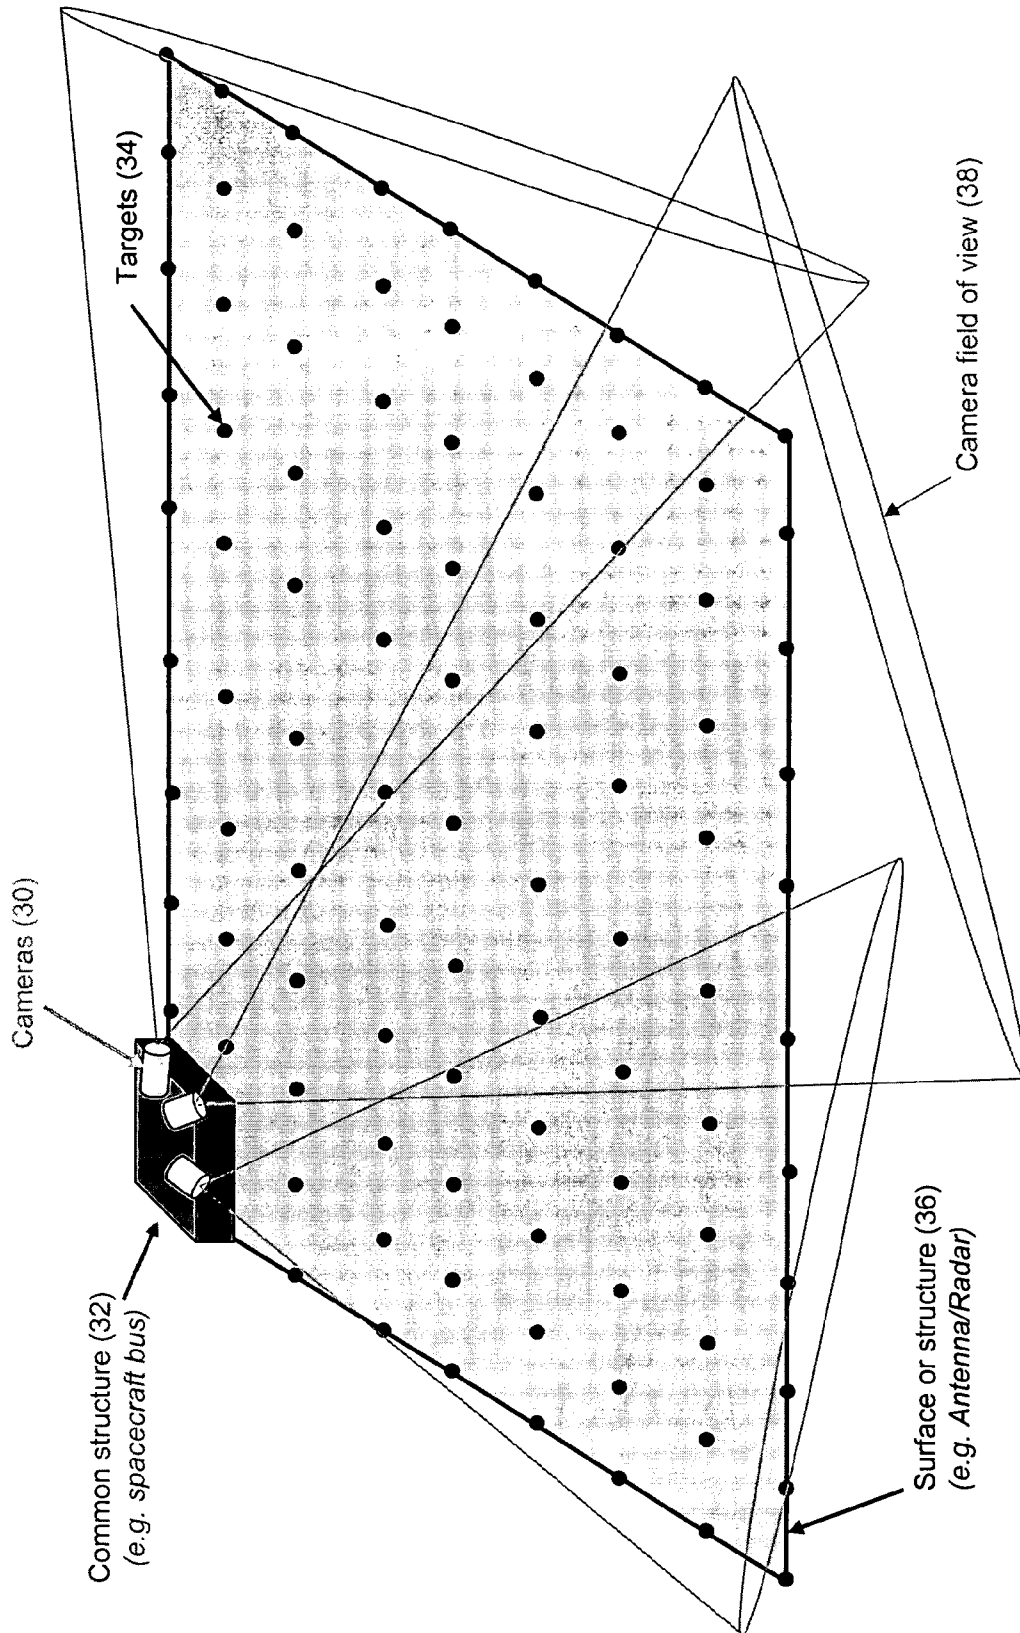 Cameras (30)
Targets (34)
Common structure (32)
(e.g. spacecraft bus)
Camera field of view (38)
Surface or structure (36)
(e.g. Antenna/Radar)